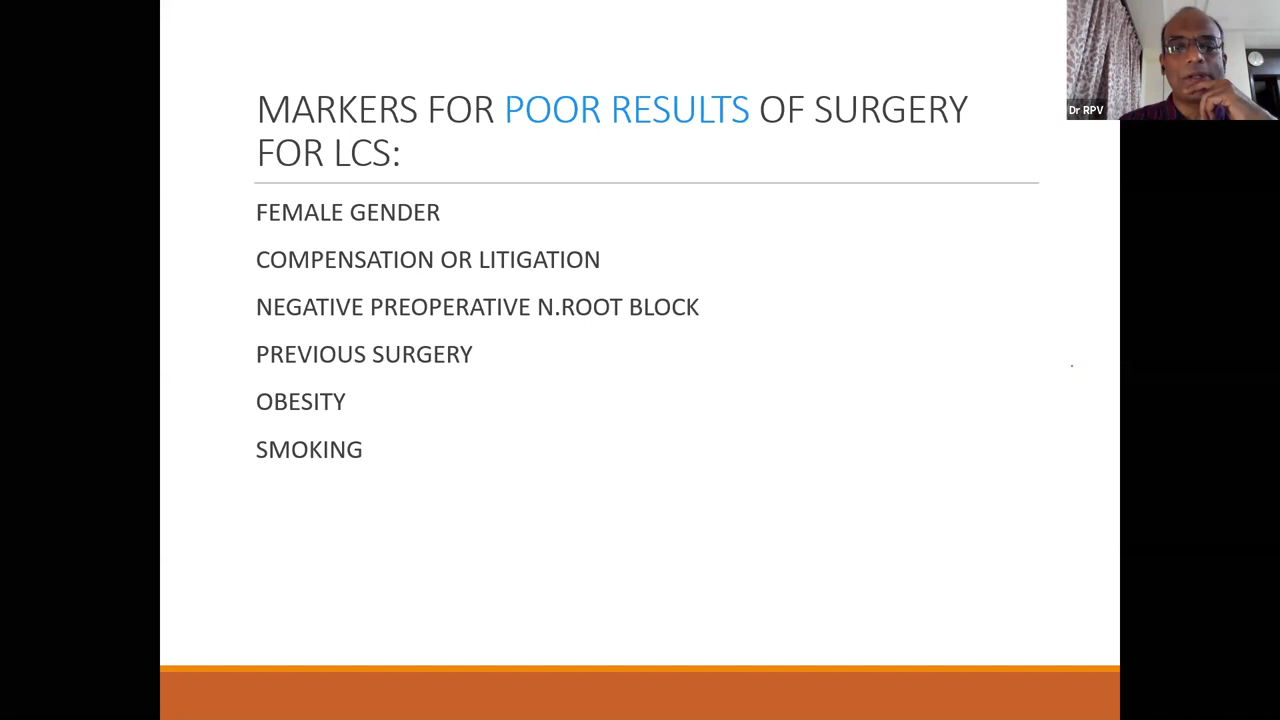 MARKERS FOR POOR RESULTS OF SURGERY
FOR LCS:
FEMALE GENDER
COMPENSATION OR LITIGATION
NEGATIVE PREOPERATIVE N.ROOT BLOCK
PREVIOUS SURGERY
OBESITY
SMOKING
Dr RPV